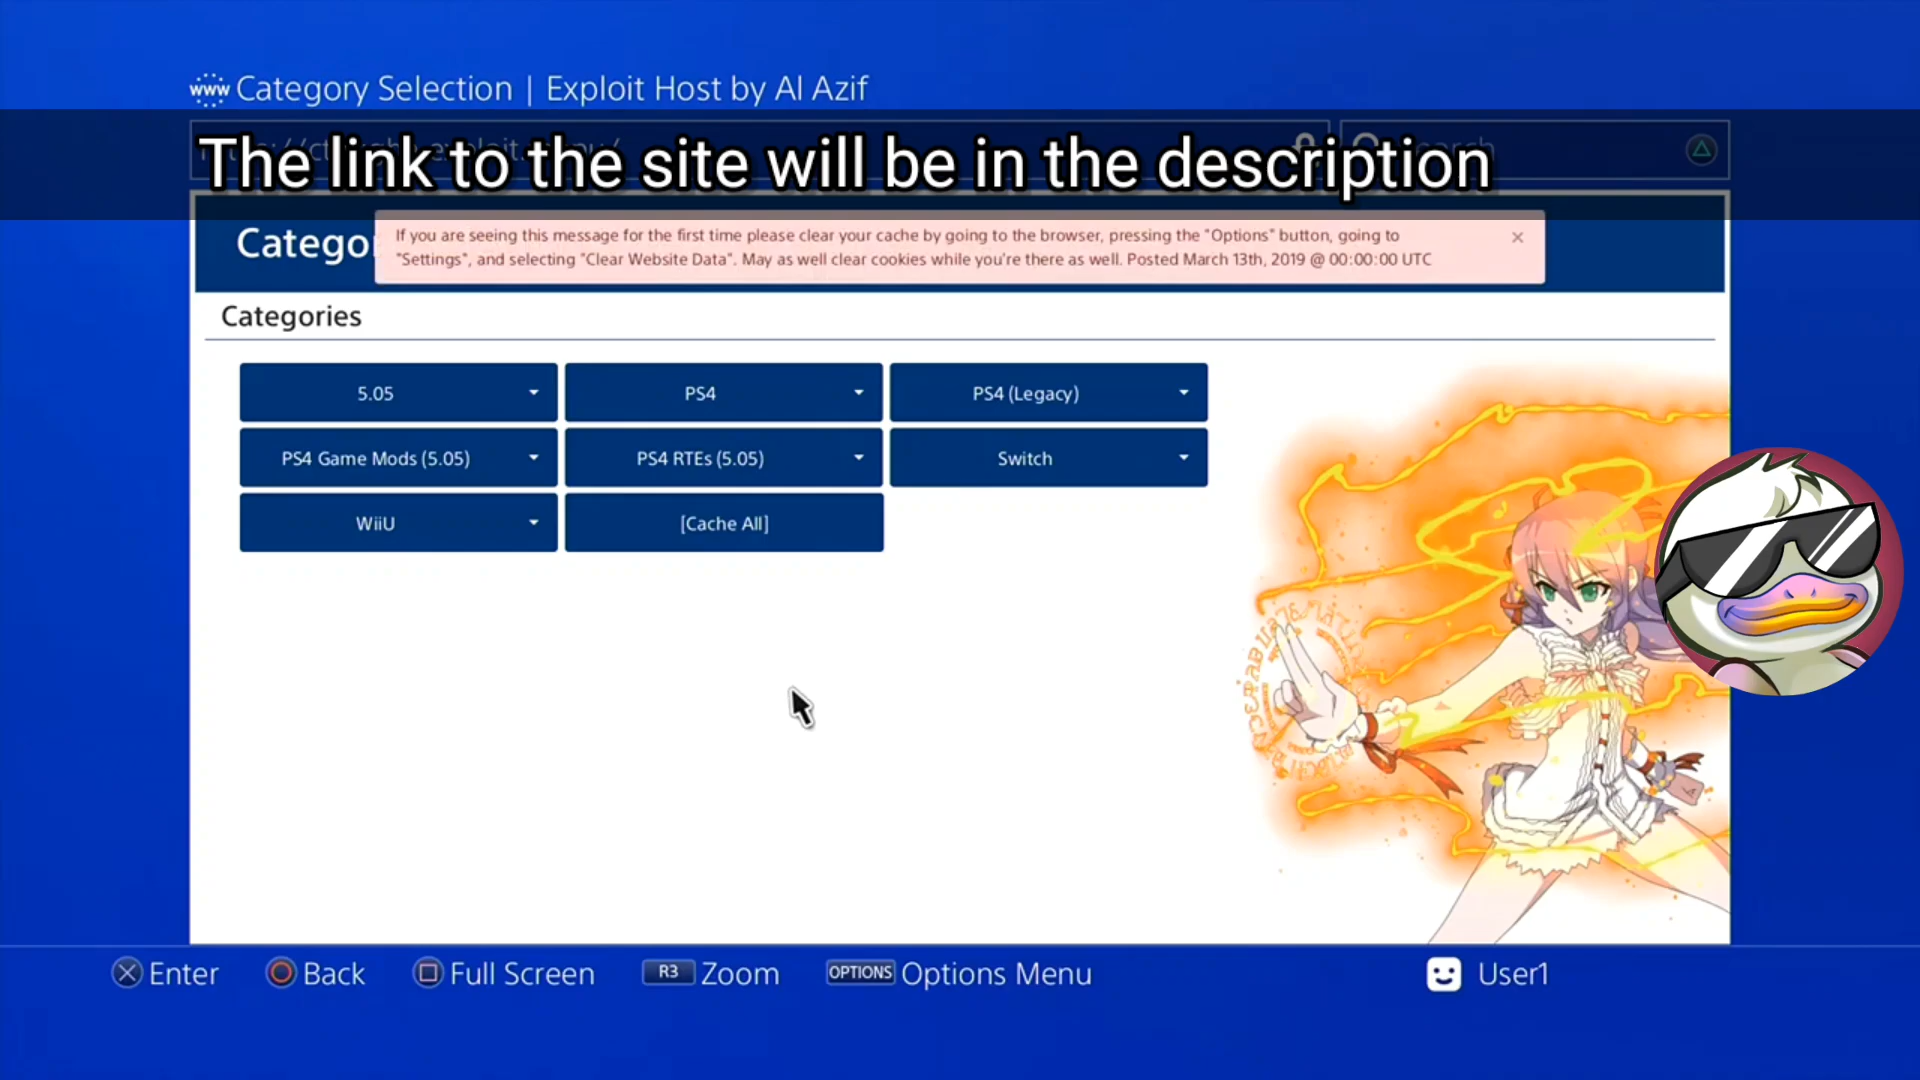 www Category Selection | Exploit Host by Al Azif
The link to the site will be in the description
Categor
If you are seeing this message for the first time please clear your cache by going to the browser, pressing the "Options" button, going to
"Settings", and selecting "Clear Website Data". May as well clear cookies while you're there as well. Posted March 13th, 2019 @ 00:00:00 UTC
×
Categories
5.05
PS4
PS4 (Legacy)
PS4 Game Mods (5.05)
PS4 RTEs (5.05)
Switch
WiiU
[Cache All]
Enter
Back
Full Screen
R3 Zoom
OPTIONS Options Menu
User1